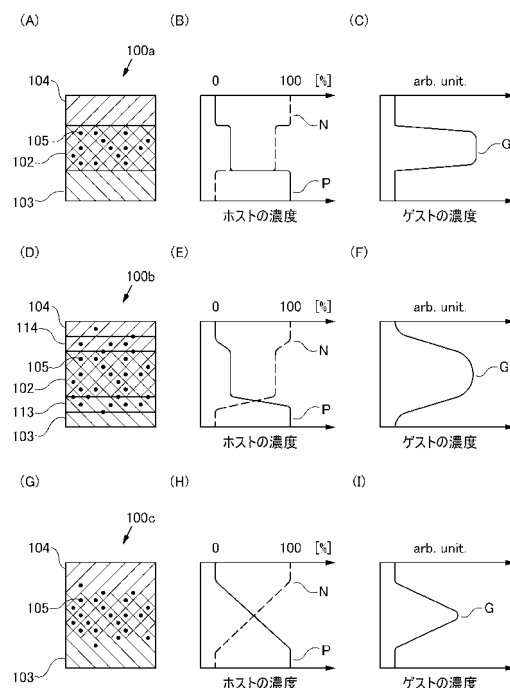 (A) (B) (C)
100a
0 100% [%] arb. unit.
104
105
102
103
N
P
G
ホストの濃度 ゲストの濃度
(D) (E) (F)
100b
0 100 [%] arb. unit.
104
114
105
102
113
103
N
P
G
ホストの濃度 ゲストの濃度
(G) (H) (I)
100c
0 100 [%] arb. unit.
104
105
103
N
P
G
ホストの濃度 ゲストの濃度